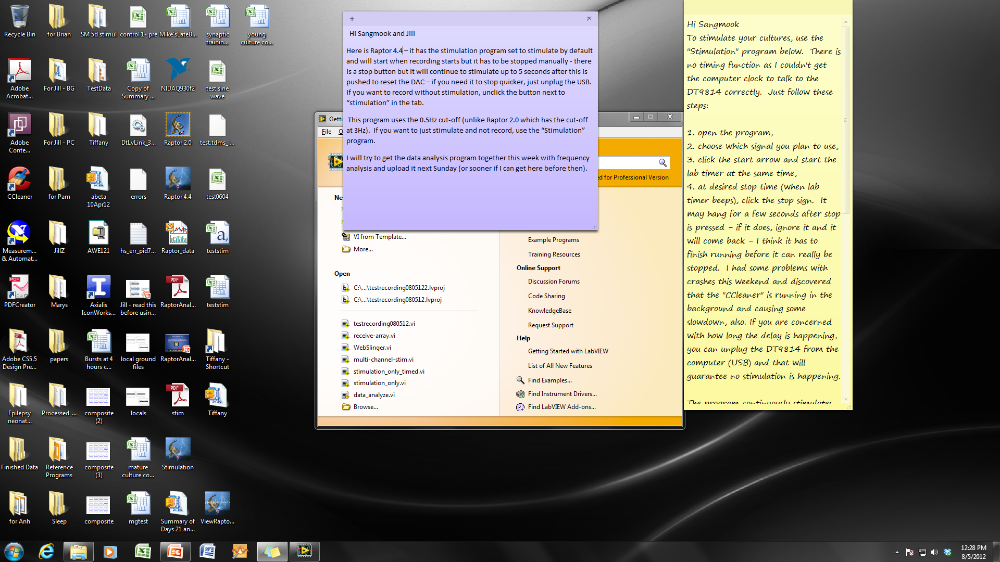 Recycle Bin
for Brian
SM 5d stimul
control 1- pre
Mike'sLateB...
synaptic
trainin...
young
culture co...
Adobe
Acrobat...
For Jill - BG
TestData
Copy of
Summary ...
NIDAQ930f2
test sine
wave
Adobe
Conte...
For Jill - PC
Tiffany
DtLvLink_3...
Raptor 2.0
test.tdms_i...
CCleaner
for Pam
abeta
10Apr12
errors
Raptor 4.4
test0604
Measurem...
& Automat...
JillZ
AWE121
hs_err_pid7...
Raptor_data
teststim
PDFCreator
Marys
Axialis
IconWorks...
Jill - read this
before usin...
RaptorAnal...
teststim
Adobe CS5.5
Design Pre...
papers
Bursts at 4
hours c...
local ground
files
RaptorAnal...
Tiffany -
Shortcut
Epilepsy
neonat...
Processed_...
composite
(2)
locals
stim
Tiffany
Finished Data
Reference
Programs
composite
(3)
mature
culture co...
Stimulation
for Anh
Sleep
composite
mgtest
Summary of
Days 21 an...
ViewRapto...
Hi Sangmook and Jill
Here is Raptor 4.4 – it has the stimulation program set to stimulate by default
and will start when recording starts but it has to be stopped manually - there
is a stop button but it will continue to stimulate up to 5 seconds after this is
pushed to reset the DAC – if you need it to stop quicker, just unplug the USB.
If you want to record without stimulation, unclick the button next to
“stimulation” in the tab.
This program uses the 0.5Hz cut-off (unlike Raptor 2.0 which has the cut-off
at 3Hz).  If you want to just stimulate and not record, use the “Stimulation”
program.
I will try to get the data analysis program together this week with frequency
analysis and upload it next Sunday (or sooner if I can get here before then).
Getti
File
O
ed for Professional Version
Ne
VI from Template...
More...
Open
C:\...\testrecording0805122.lvproj
C:\...\testrecording080512.lvproj
testrecording080512.vi
receive-array.vi
WebSlinger.vi
multi-channel-stim.vi
stimulation_only_timed.vi
stimulation_only.vi
data_analyze.vi
Browse...
Example Programs
Training Resources
Online Support
Discussion Forums
Code Sharing
KnowledgeBase
Request Support
Help
Getting Started with LabVIEW
List of All New Features
Find Examples...
Find Instrument Drivers...
Find LabVIEW Add-ons...
Hi Sangmook
To stimulate your cultures, use the
"Stimulation" program below.  There is
no timing function as I couldn't get
the computer clock to talk to the
DT9814 correctly.  Just follow these
steps:
1. open the program,
2. choose which signal you plan to use,
3. click the start arrow and start the
lab timer at the same time,
4. at desired stop time (when lab
timer beeps), click the stop sign.  It
may hang for a few seconds after stop
is pressed - if it does, ignore it and it
will come back - I think it has to
finish running before it can really be
stopped.  I had some problems with
crashes this weekend and discovered
that the "CCleaner" is running in the
background and causing some
slowdown, also. If you are concerned
with how long the delay is happening,
you can unplug the DT9814 from the
computer (USB) and that will
guarantee no stimulation is happening.
The program continuously stimulates
12:28 PM
8/5/2012